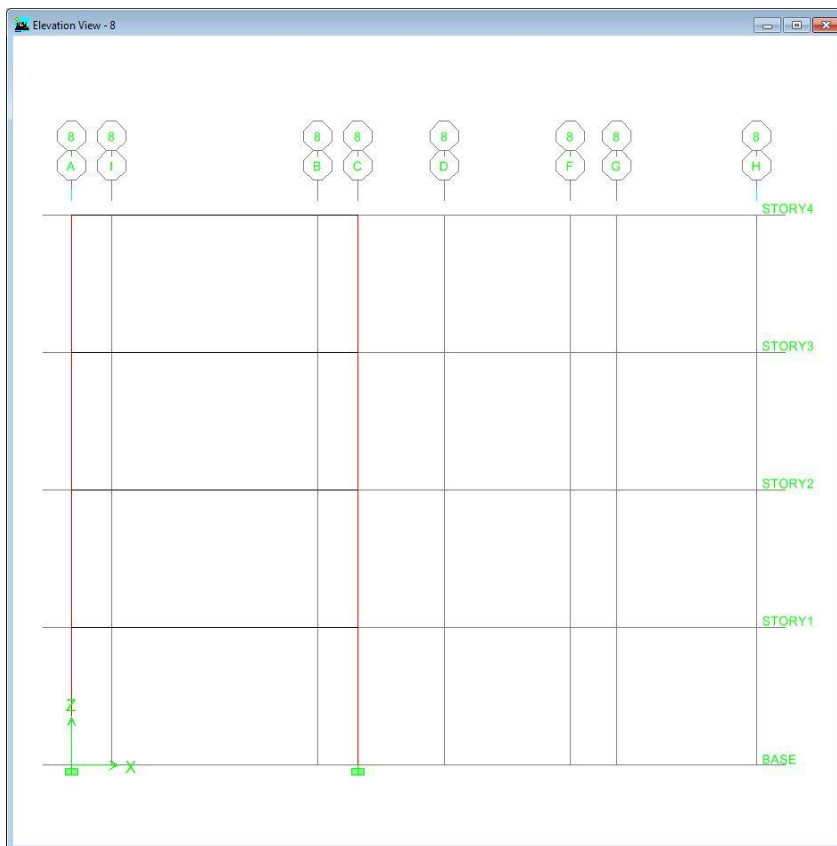 Elevation View - 8
8 8 8 8 8 8 8 8
A I B C D F G H
STORY4
STORY3
STORY2
STORY1
Z
X
BASE